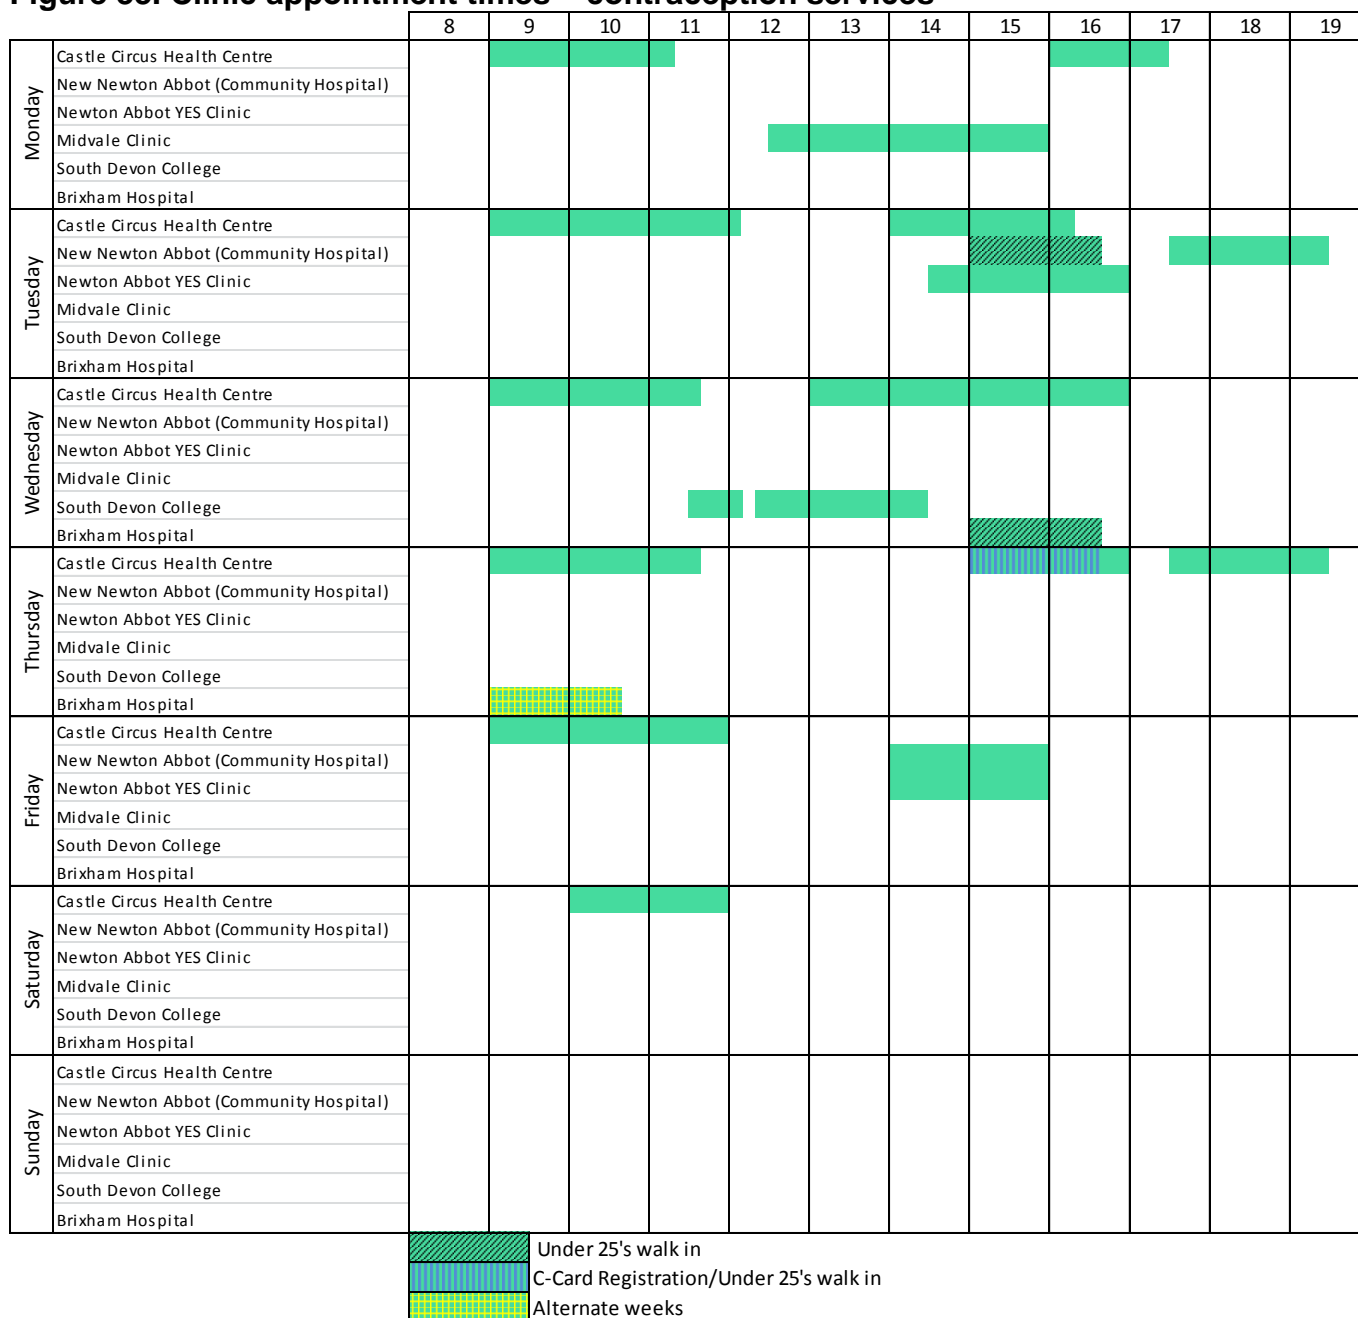 8 9 10 11 12 13 14 15 16 17 18 19
Monday
Castle Circus Health Centre
New Newton Abbot (Community Hospital)
Newton Abbot YES Clinic
Midvale Clinic
South Devon College
Brixham Hospital
Tuesday
Castle Circus Health Centre
New Newton Abbot (Community Hospital)
Newton Abbot YES Clinic
Midvale Clinic
South Devon College
Brixham Hospital
Wednesday
Castle Circus Health Centre
New Newton Abbot (Community Hospital)
Newton Abbot YES Clinic
Midvale Clinic
South Devon College
Brixham Hospital
Thursday
Castle Circus Health Centre
New Newton Abbot (Community Hospital)
Newton Abbot YES Clinic
Midvale Clinic
South Devon College
Brixham Hospital
Friday
Castle Circus Health Centre
New Newton Abbot (Community Hospital)
Newton Abbot YES Clinic
Midvale Clinic
South Devon College
Brixham Hospital
Saturday
Castle Circus Health Centre
New Newton Abbot (Community Hospital)
Newton Abbot YES Clinic
Midvale Clinic
South Devon College
Brixham Hospital
Sunday
Castle Circus Health Centre
New Newton Abbot (Community Hospital)
Newton Abbot YES Clinic
Midvale Clinic
South Devon College
Brixham Hospital
Under 25's walk in
C-Card Registration/Under 25's walk in
Alternate weeks